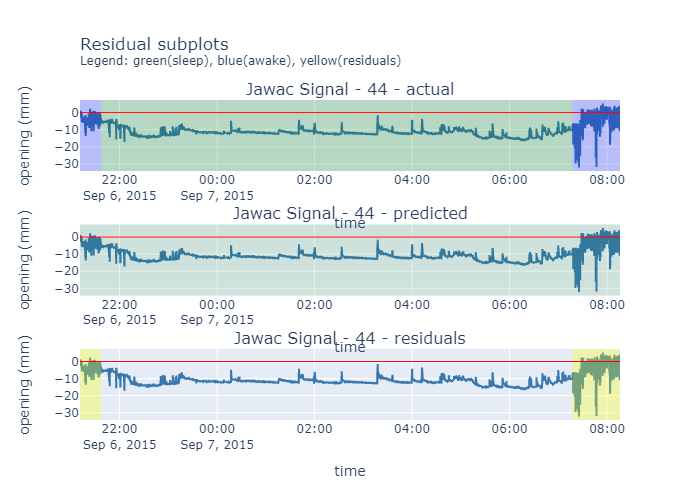 Residual subplots
Legend: green(sleep), blue(awake), yellow(residuals)
Jawac Signal - 44 - actual
opening (mm)
0
−10
−20
−30
22:00 00:00 02:00 04:00 06:00 08:00
Sep 6, 2015 Sep 7, 2015
time
Jawac Signal - 44 - predicted
opening (mm)
0
−10
−20
−30
22:00 00:00 02:00 04:00 06:00 08:00
Sep 6, 2015 Sep 7, 2015
time
Jawac Signal - 44 - residuals
opening (mm)
0
−10
−20
−30
22:00 00:00 02:00 04:00 06:00 08:00
Sep 6, 2015 Sep 7, 2015
time